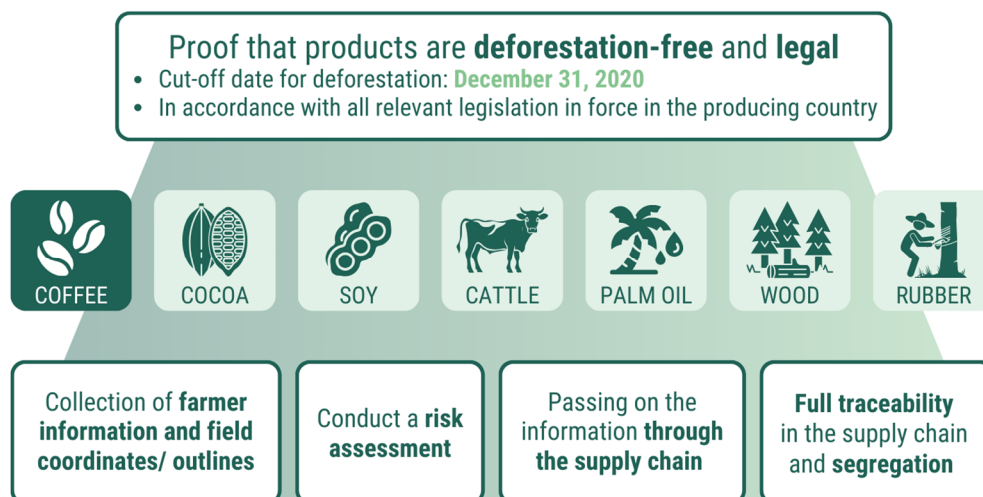 Proof that products are deforestation-free and legal
• Cut-off date for deforestation: December 31, 2020
• In accordance with all relevant legislation in force in the producing country
COFFEE
COCOA
SOY
CATTLE
PALM OIL
WOOD
RUBBER
Collection of farmer
information and field
coordinates/ outlines
Conduct a risk
assessment
Passing on the
information through
the supply chain
Full traceability
in the supply chain
and segregation